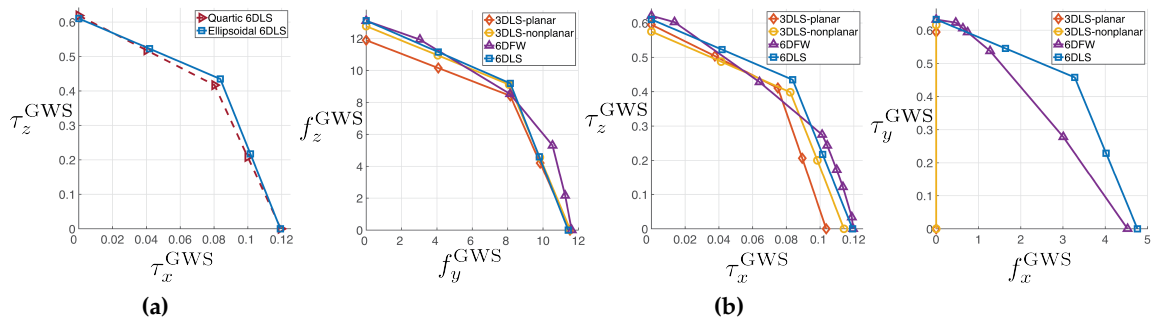 Quartic 6DLS
Ellipsoidal 6DLS
τ_z^GWS
0.6
0.5
0.4
0.3
0.2
0.1
0
0 0.02 0.04 0.06 0.08 0.1 0.12
τ_x^GWS
(a)
3DLS-planar
3DLS-nonplanar
6DFW
6DLS
f_z^GWS
12
10
8
6
4
2
0
0 2 4 6 8 10 12
f_y^GWS
3DLS-planar
3DLS-nonplanar
6DFW
6DLS
τ_z^GWS
0.6
0.5
0.4
0.3
0.2
0.1
0
0 0.02 0.04 0.06 0.08 0.1 0.12
τ_x^GWS
(b)
3DLS-planar
3DLS-nonplanar
6DFW
6DLS
τ_y^GWS
0.6
0.5
0.4
0.3
0.2
0.1
0
0 1 2 3 4 5
f_x^GWS